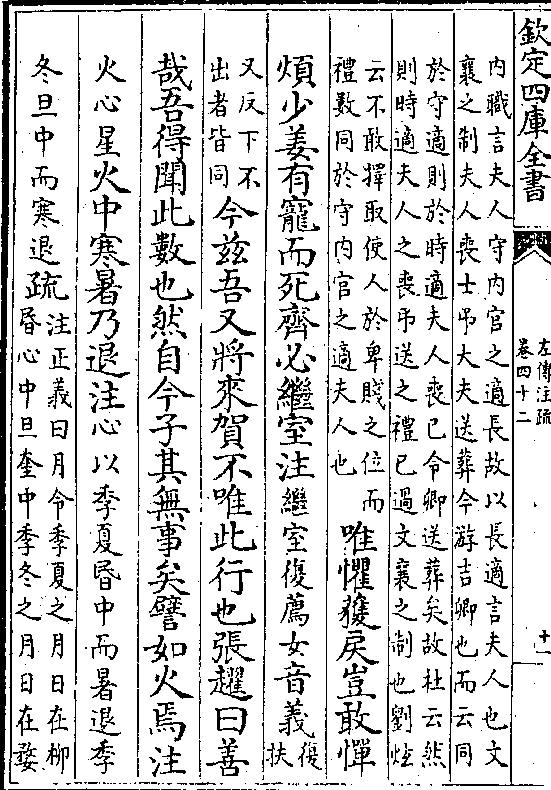 欽定四庫全書
左傳注疏
卷四十二
十一
内職言夫人守内官之適長故以長適言夫人也文
襄之制夫人喪士弔大夫送葬今游吉卿也而云同
於守適則於時適夫人喪已令卿送葬矣故杜云然
則時適夫人之喪弔送之禮已過文襄之制也劉炫
云不敢擇取使人於卑賤之位而
禮數同於守内官之適夫人也
唯懼獲戾豈敢憚
煩少姜有寵而死齊必繼室注繼室復薦女音義復扶
又反下不
出者皆同
今兹吾又將來賀不唯此行也張趯曰善
哉吾得聞此數也然自今子其無事矣譬如火焉注
火心星火中寒暑乃退注心以季夏昏中而暑退季
冬旦中而寒退疏注正義曰月令季夏之月日在柳
昏心中旦奎中季冬之月日在婺